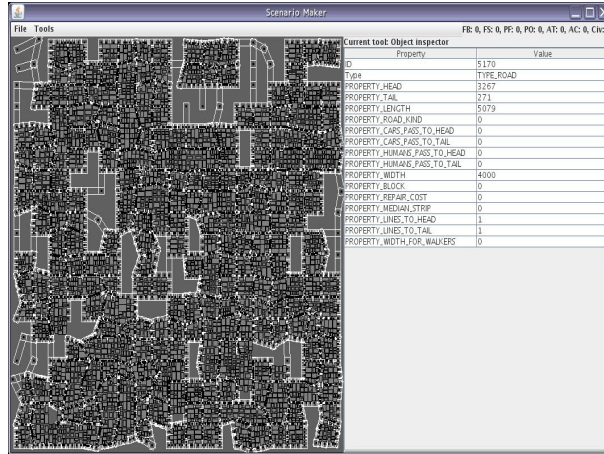 Scenario Maker
File Tools
FB: 0, FS: 0, PF: 0, PO: 0, AT: 0, AC: 0, Civ:
Current tool: Object inspector
Property Value
ID 5170
Type TYPE_ROAD
PROPERTY_HEAD 3267
PROPERTY_TAIL 271
PROPERTY_LENGTH 5079
PROPERTY_ROAD_KIND 0
PROPERTY_CARS_PASS_TO_HEAD 0
PROPERTY_CARS_PASS_TO_TAIL 0
PROPERTY_HUMANS_PASS_TO_HEAD 0
PROPERTY_HUMANS_PASS_TO_TAIL 0
PROPERTY_WIDTH 4000
PROPERTY_BLOCK 0
PROPERTY_REPAIR_COST 0
PROPERTY_MEDIAN_STRIP 0
PROPERTY_LINES_TO_HEAD 1
PROPERTY_LINES_TO_TAIL 1
PROPERTY_WIDTH_FOR_WALKERS 0